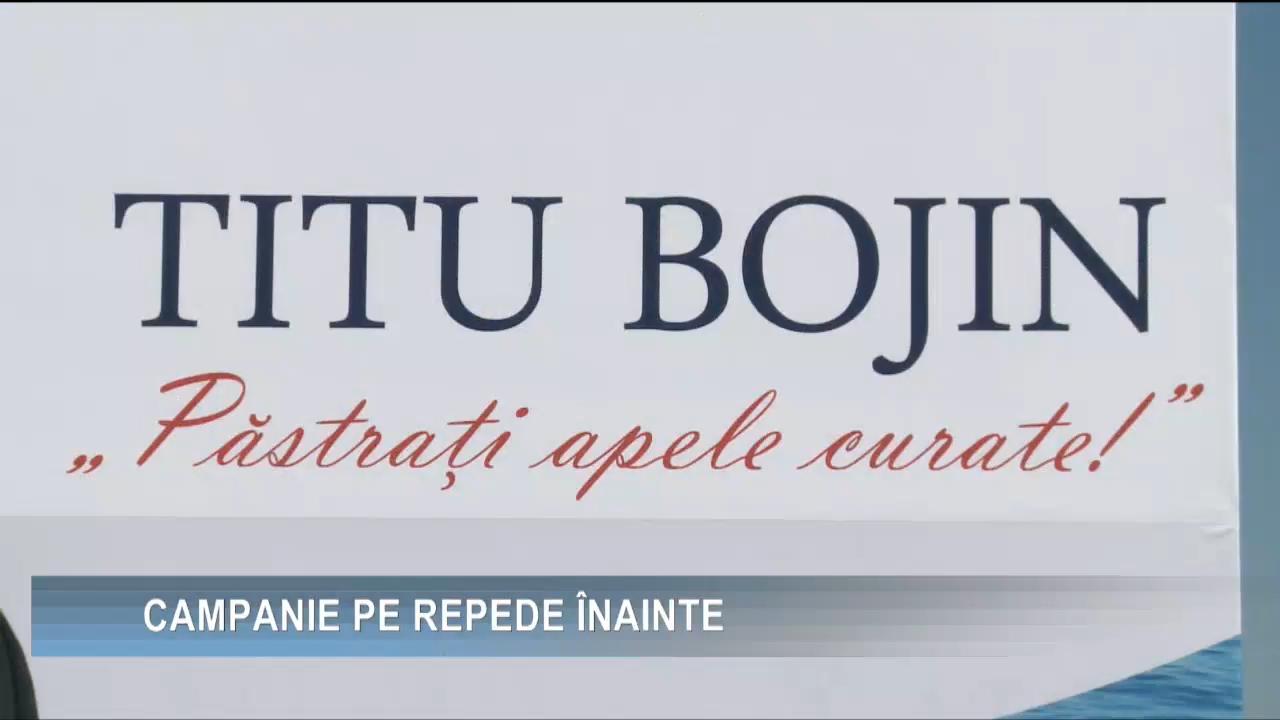 TITU BOJIN
„Păstrați apele curate!”
CAMPANIE PE REPEDE ÎNAINTE